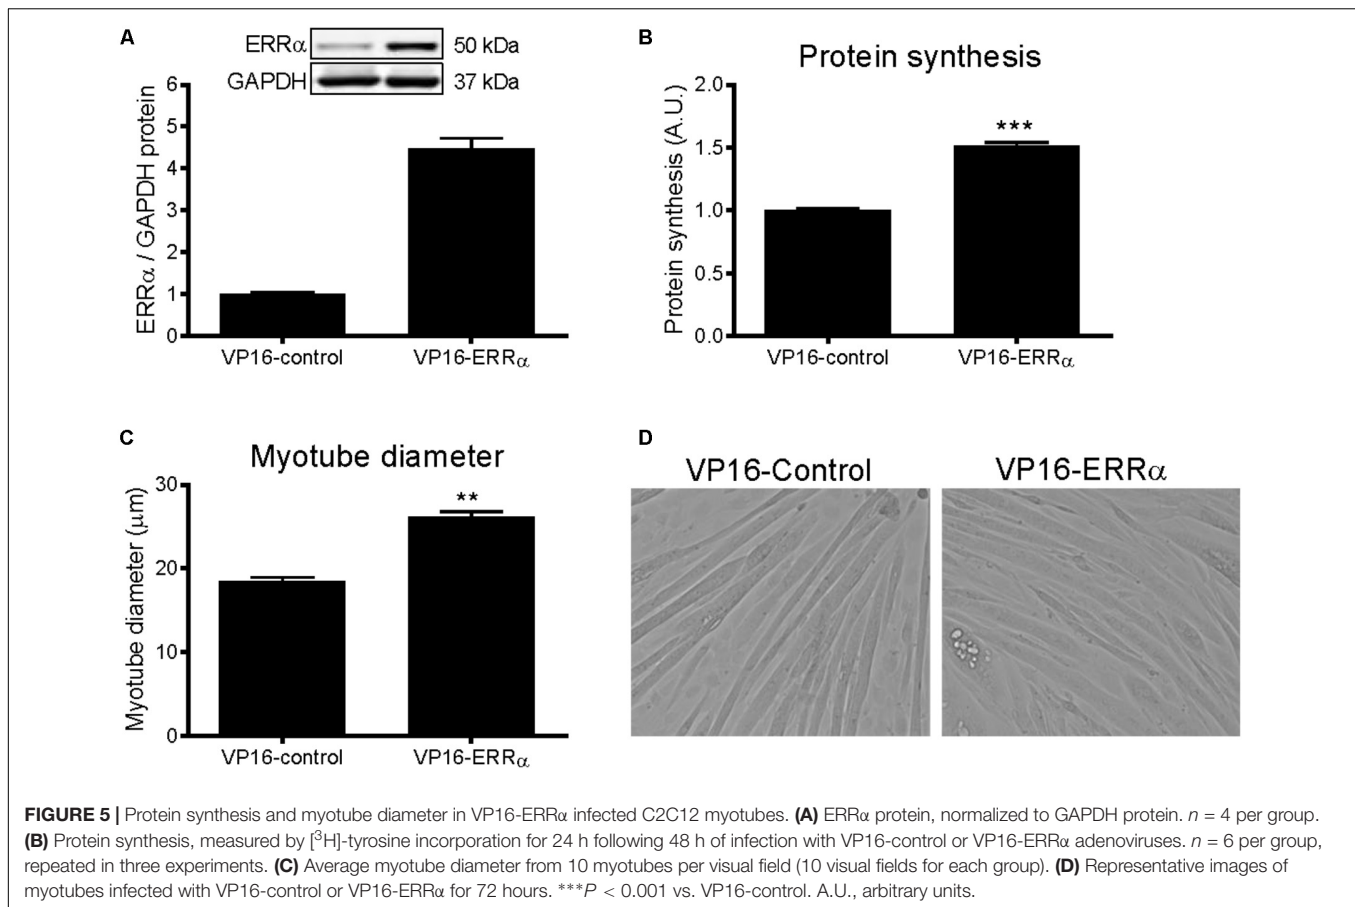 A
ERRα 50 kDa
GAPDH 37 kDa
ERRα / GAPDH protein
6
5
4
3
2
1
0
VP16-control VP16-ERRα
B
Protein synthesis
Protein synthesis (A.U.)
2.0
1.5
1.0
0.5
0.0
***
VP16-control VP16-ERRα
C
Myotube diameter
Myotube diameter (μm)
30
20
10
0
**
VP16-control VP16-ERRα
D
VP16-Control VP16-ERRα
FIGURE 5 | Protein synthesis and myotube diameter in VP16-ERRα infected C2C12 myotubes. (A) ERRα protein, normalized to GAPDH protein. n = 4 per group.
(B) Protein synthesis, measured by [³H]-tyrosine incorporation for 24 h following 48 h of infection with VP16-control or VP16-ERRα adenoviruses. n = 6 per group,
repeated in three experiments. (C) Average myotube diameter from 10 myotubes per visual field (10 visual fields for each group). (D) Representative images of
myotubes infected with VP16-control or VP16-ERRα for 72 hours. ***P < 0.001 vs. VP16-control. A.U., arbitrary units.